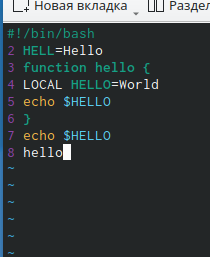 Новая вкладка Раздел
#!/bin/bash
2 HELL=Hello
3 function hello {
4 LOCAL HELLO=World
5 echo $HELLO
6 }
7 echo $HELLO
8 hello
~
~
~
~
~